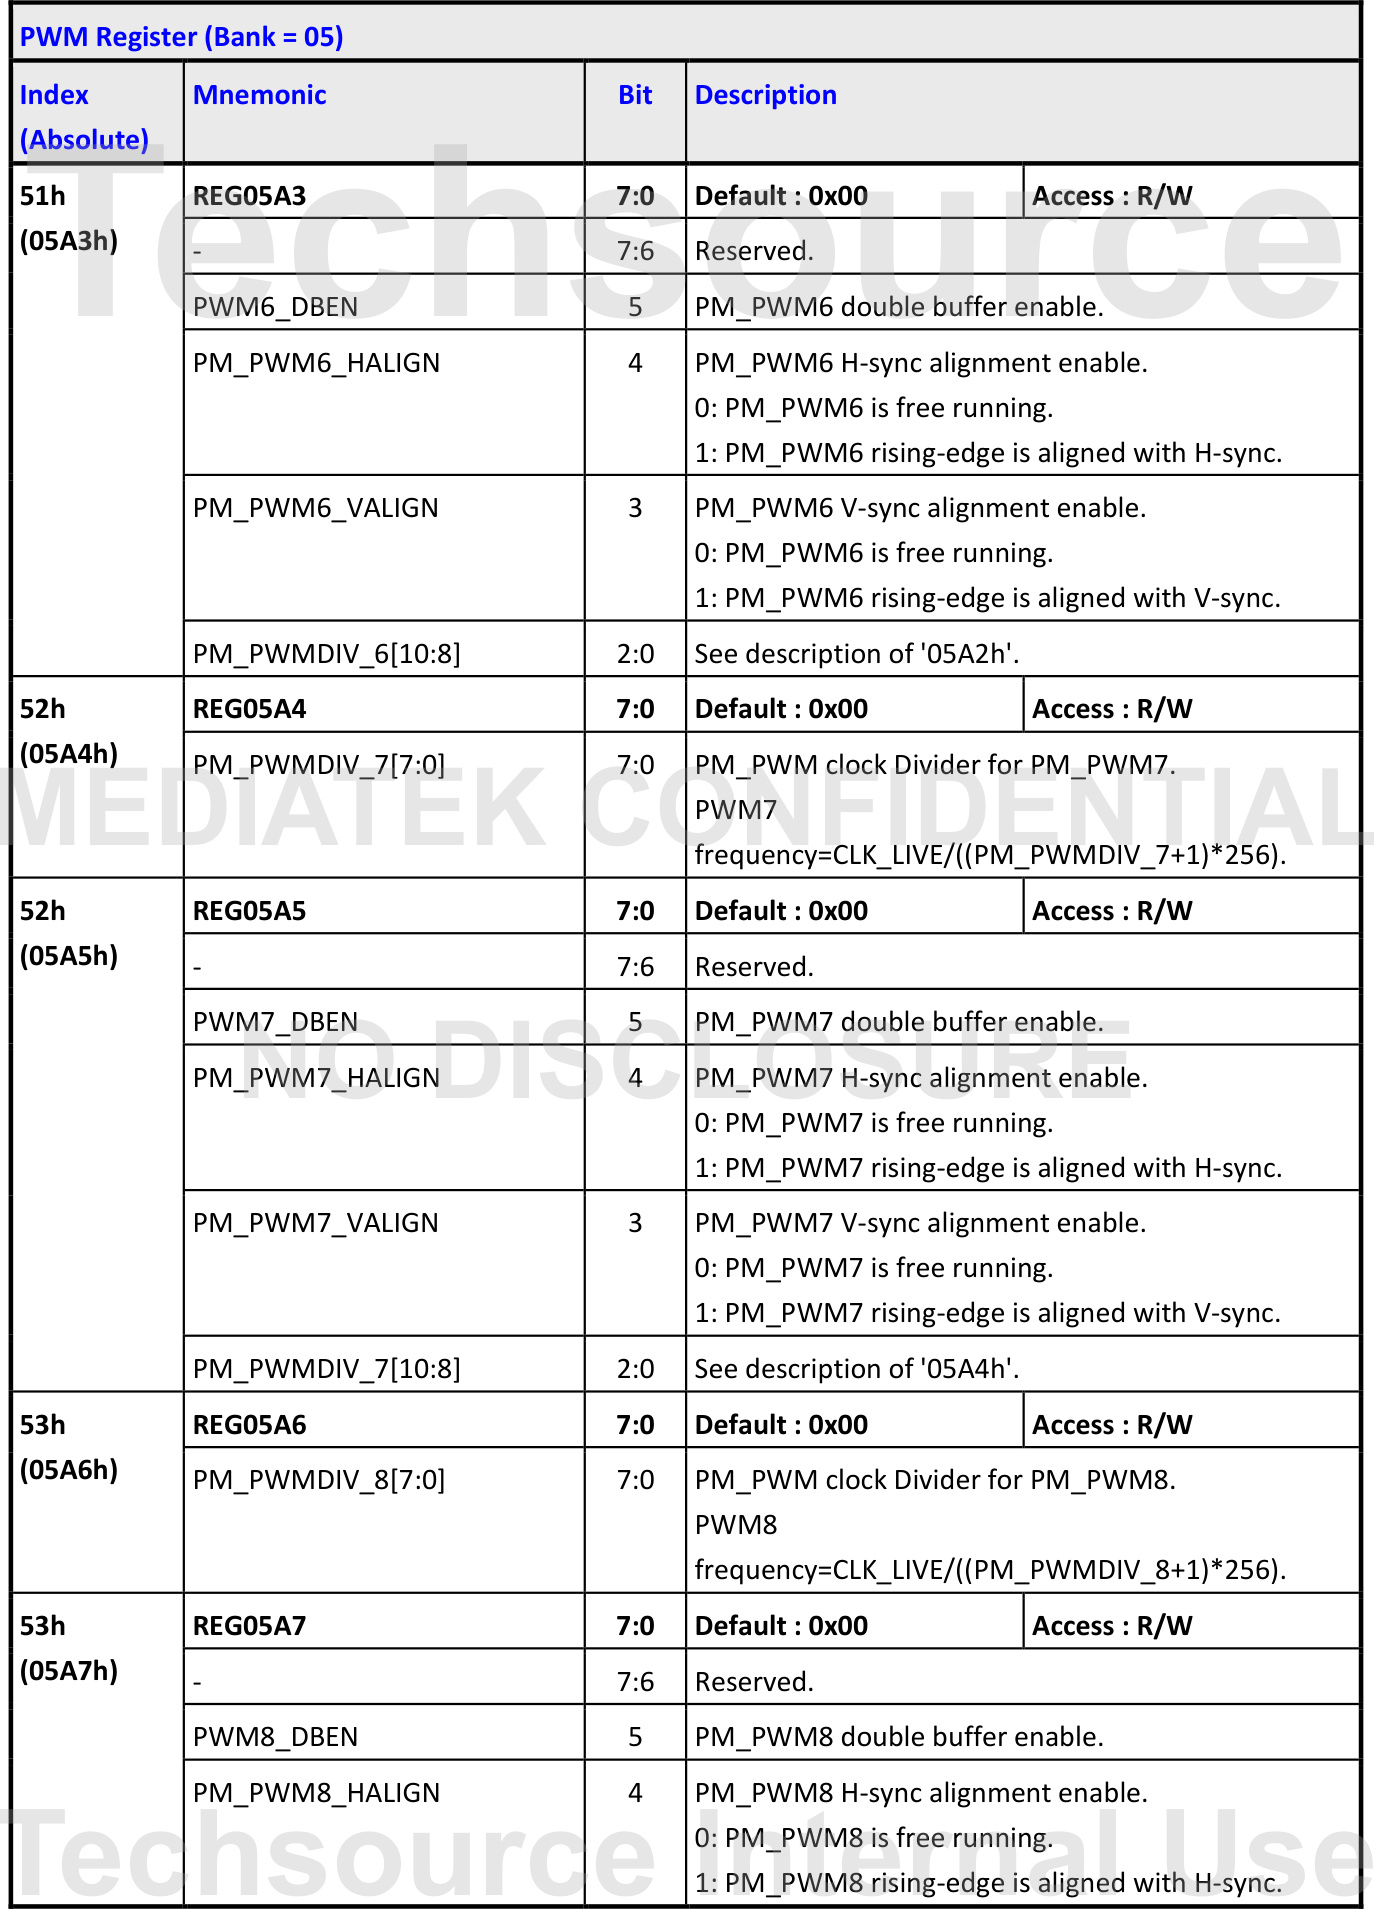 PWM Register (Bank = 05)
Index (Absolute) Mnemonic Bit Description
51h (05A3h) REG05A3 7:0 Default : 0x00 Access : R/W
- 7:6 Reserved.
PWM6_DBEN 5 PM_PWM6 double buffer enable.
PM_PWM6_HALIGN 4 PM_PWM6 H-sync alignment enable.
0: PM_PWM6 is free running.
1: PM_PWM6 rising-edge is aligned with H-sync.
PM_PWM6_VALIGN 3 PM_PWM6 V-sync alignment enable.
0: PM_PWM6 is free running.
1: PM_PWM6 rising-edge is aligned with V-sync.
PM_PWMDIV_6[10:8] 2:0 See description of '05A2h'.
52h (05A4h) REG05A4 7:0 Default : 0x00 Access : R/W
PM_PWMDIV_7[7:0] 7:0 PM_PWM clock Divider for PM_PWM7.
PWM7
frequency=CLK_LIVE/((PM_PWMDIV_7+1)*256).
52h (05A5h) REG05A5 7:0 Default : 0x00 Access : R/W
- 7:6 Reserved.
PWM7_DBEN 5 PM_PWM7 double buffer enable.
PM_PWM7_HALIGN 4 PM_PWM7 H-sync alignment enable.
0: PM_PWM7 is free running.
1: PM_PWM7 rising-edge is aligned with H-sync.
PM_PWM7_VALIGN 3 PM_PWM7 V-sync alignment enable.
0: PM_PWM7 is free running.
1: PM_PWM7 rising-edge is aligned with V-sync.
PM_PWMDIV_7[10:8] 2:0 See description of '05A4h'.
53h (05A6h) REG05A6 7:0 Default : 0x00 Access : R/W
PM_PWMDIV_8[7:0] 7:0 PM_PWM clock Divider for PM_PWM8.
PWM8
frequency=CLK_LIVE/((PM_PWMDIV_8+1)*256).
53h (05A7h) REG05A7 7:0 Default : 0x00 Access : R/W
- 7:6 Reserved.
PWM8_DBEN 5 PM_PWM8 double buffer enable.
PM_PWM8_HALIGN 4 PM_PWM8 H-sync alignment enable.
0: PM_PWM8 is free running.
1: PM_PWM8 rising-edge is aligned with H-sync.
Techsource
MEDIATEK CONFIDENTIAL
NO DISCLOSURE
Techsource Internal Use